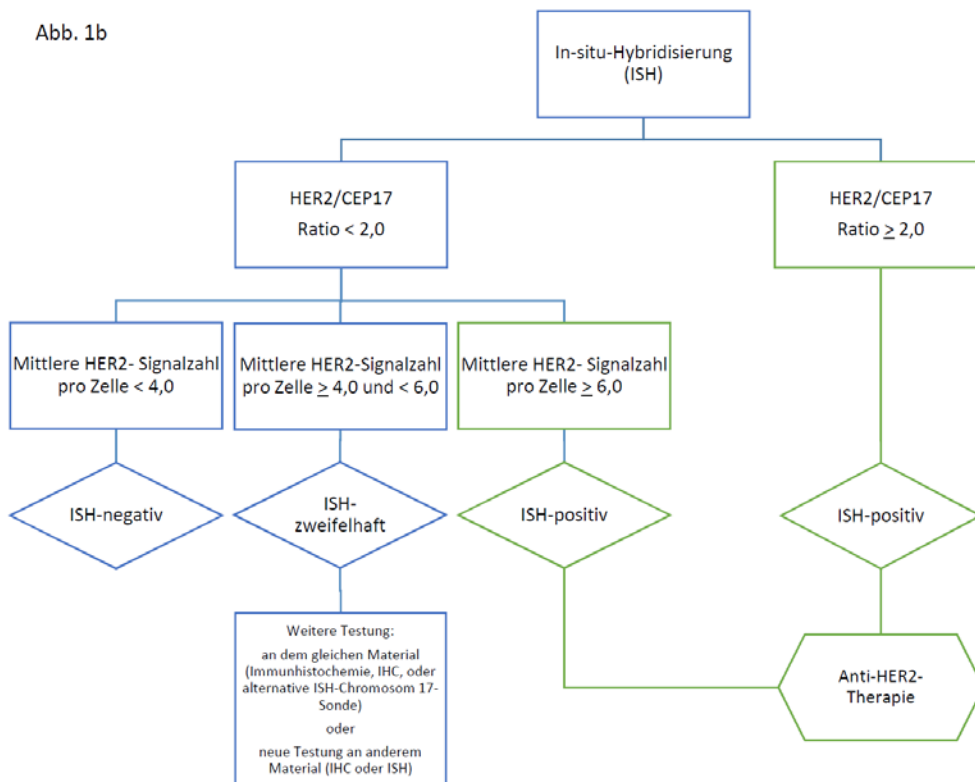 Abb. 1b
In-situ-Hybridisierung
(ISH)
HER2/CEP17
Ratio < 2,0
HER2/CEP17
Ratio ≥ 2,0
Mittlere HER2- Signalzahl
pro Zelle < 4,0
Mittlere HER2-Signalzahl
pro Zelle ≥ 4,0 und < 6,0
Mittlere HER2- Signalzahl
pro Zelle ≥ 6,0
ISH-negativ
ISH-
zweifelhaft
ISH-positiv
ISH-positiv
Weitere Testung:
an dem gleichen Material
(Immunhistochemie, IHC, oder
alternative ISH-Chromosom 17-
Sonde)
oder
neue Testung an anderem
Material (IHC oder ISH)
Anti-HER2-
Therapie